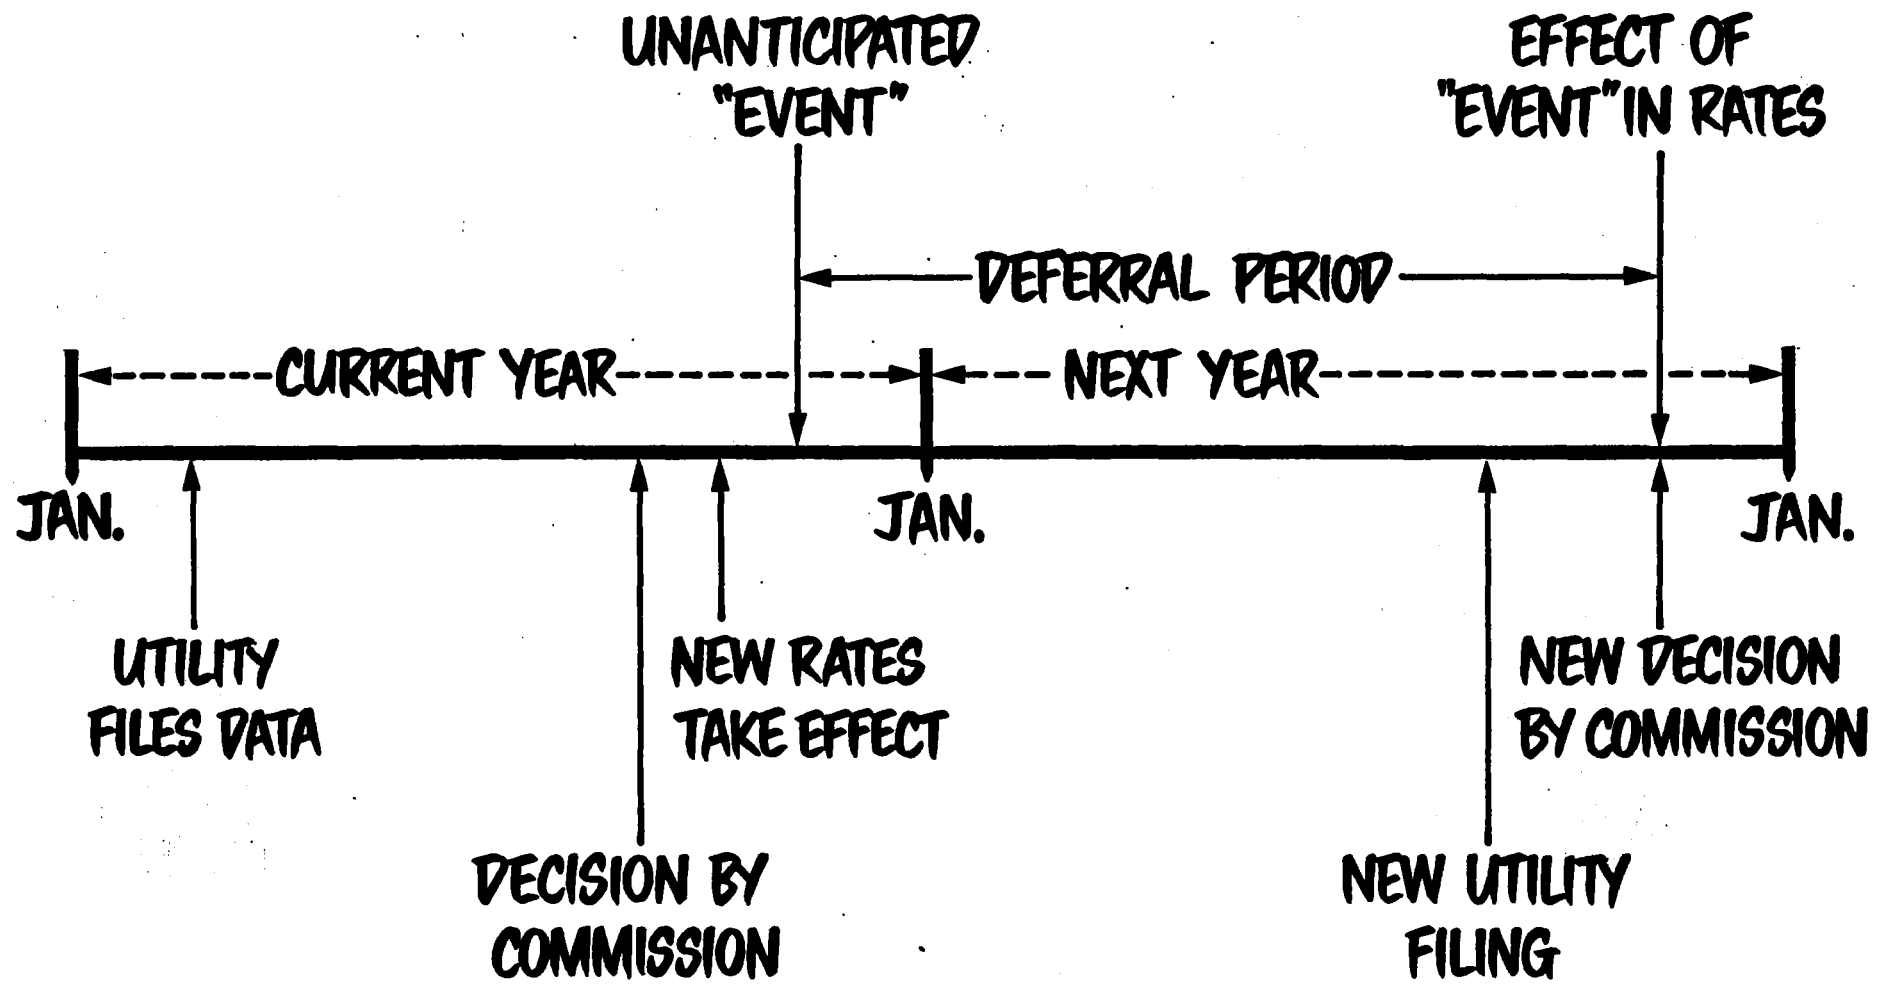 UNANTICIPATED
"EVENT"
EFFECT OF
"EVENT" IN RATES
DEFERRAL PERIOD
CURRENT YEAR
NEXT YEAR
JAN.
JAN.
JAN.
UTILITY
FILES DATA
NEW RATES
TAKE EFFECT
NEW DECISION
BY COMMISSION
DECISION BY
COMMISSION
NEW UTILITY
FILING